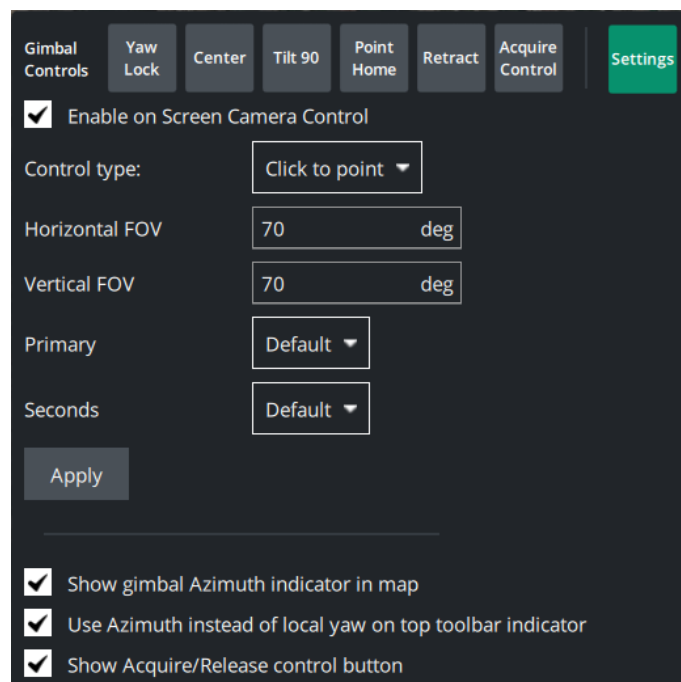 Gimbal Controls
Yaw Lock
Center
Tilt 90
Point Home
Retract
Acquire Control
Settings
Enable on Screen Camera Control
Control type: Click to point
Horizontal FOV 70 deg
Vertical FOV 70 deg
Primary Default
Seconds Default
Apply
Show gimbal Azimuth indicator in map
Use Azimuth instead of local yaw on top toolbar indicator
Show Acquire/Release control button